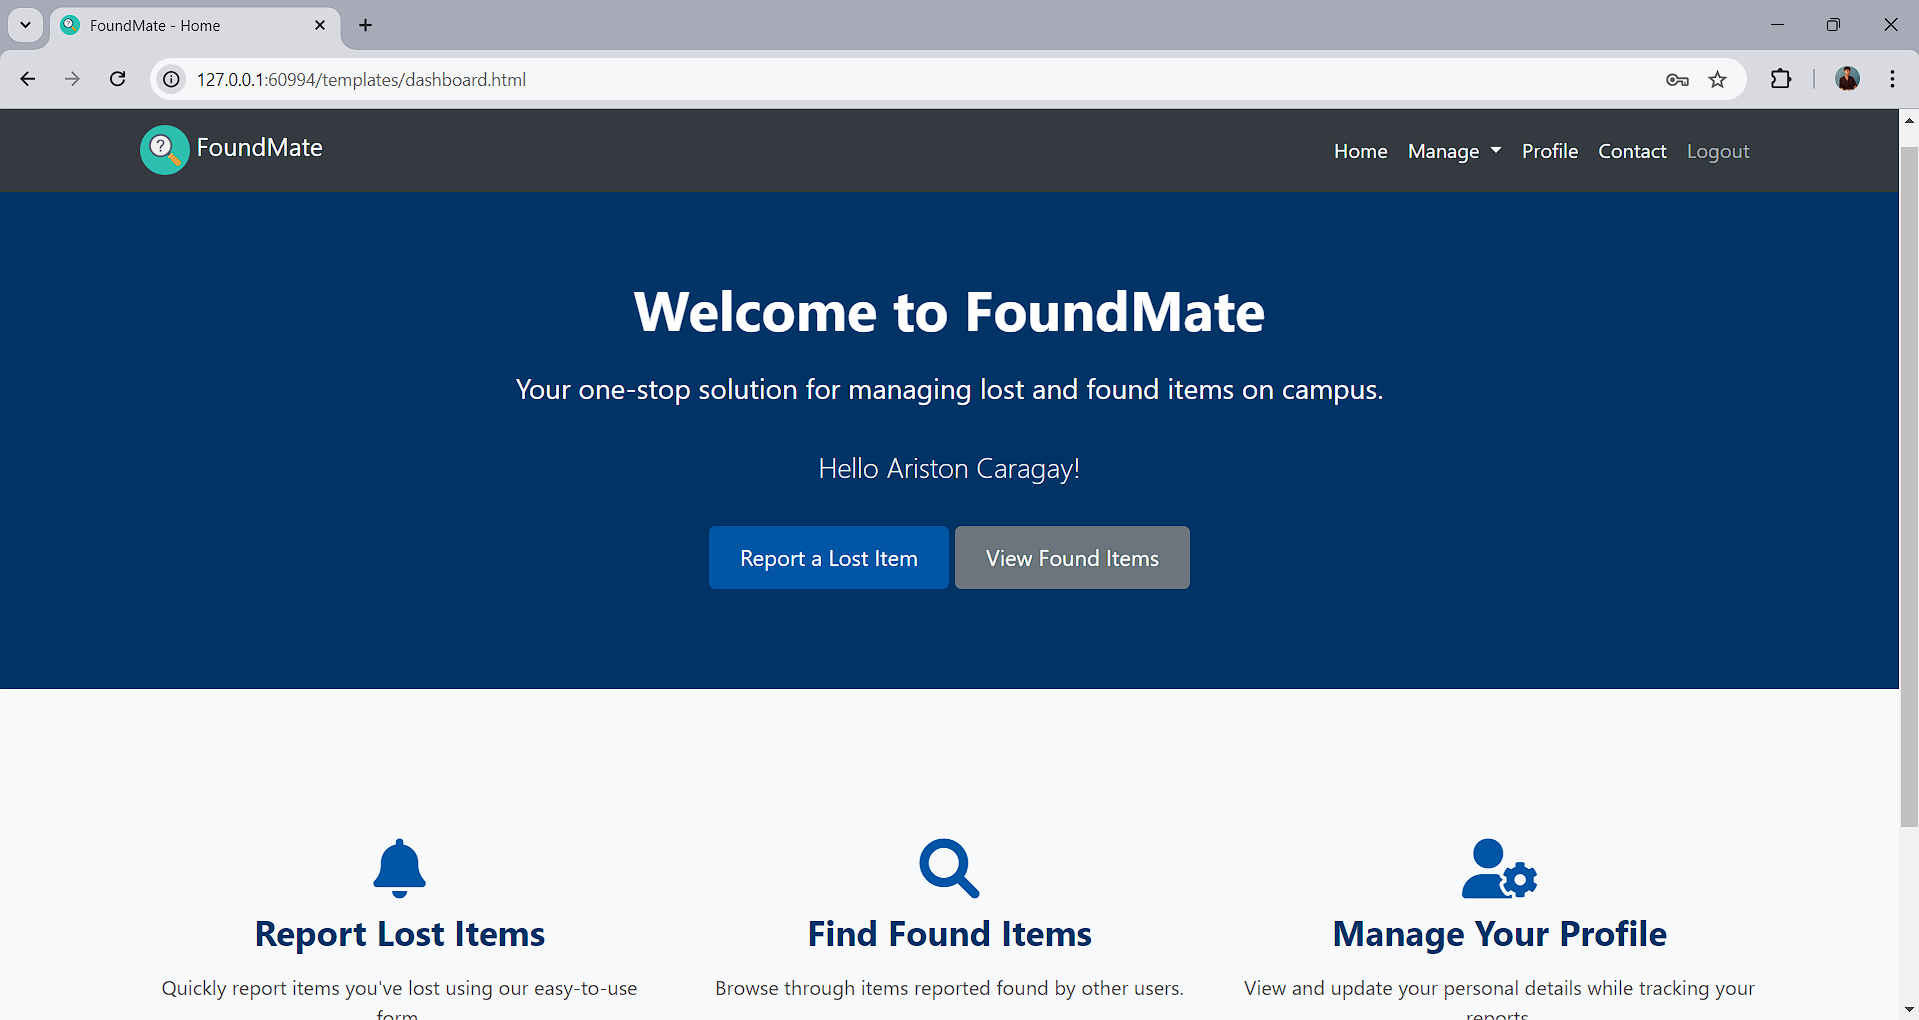 FoundMate - Home
127.0.0.1:60994/templates/dashboard.html
? FoundMate
Home Manage Profile Contact Logout
Welcome to FoundMate
Your one-stop solution for managing lost and found items on campus.
Hello Ariston Caragay!
Report a Lost Item View Found Items
Report Lost Items Find Found Items Manage Your Profile
Quickly report items you've lost using our easy-to-use Browse through items reported found by other users. View and update your personal details while tracking your
form. reports.